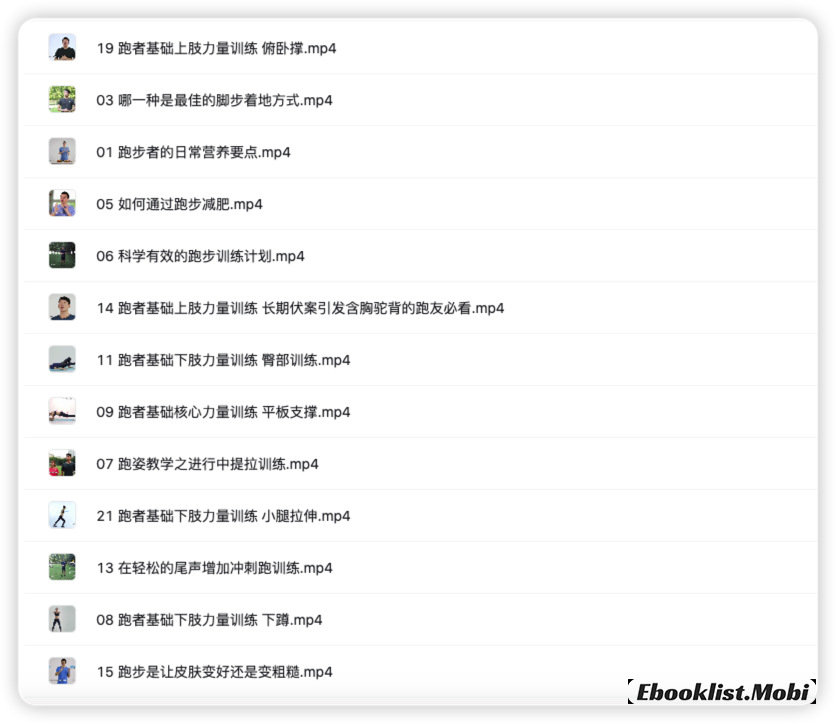 19 跑者基础上肢力量训练 俯卧撑.mp4
03 哪一种是最佳的脚步着地方式.mp4
01 跑步者的日常营养要点.mp4
05 如何通过跑步减肥.mp4
06 科学有效的跑步训练计划.mp4
14 跑者基础上肢力量训练 长期伏案引发含胸驼背的跑友必看.mp4
11 跑者基础下肢力量训练 臀部训练.mp4
09 跑者基础核心力量训练 平板支撑.mp4
07 跑姿教学之进行中提拉训练.mp4
21 跑者基础下肢力量训练 小腿拉伸.mp4
13 在轻松的尾声增加冲刺跑训练.mp4
08 跑者基础下肢力量训练 下蹲.mp4
15 跑步是让皮肤变好还是变粗糙.mp4
【Ebooklist.Mobi】